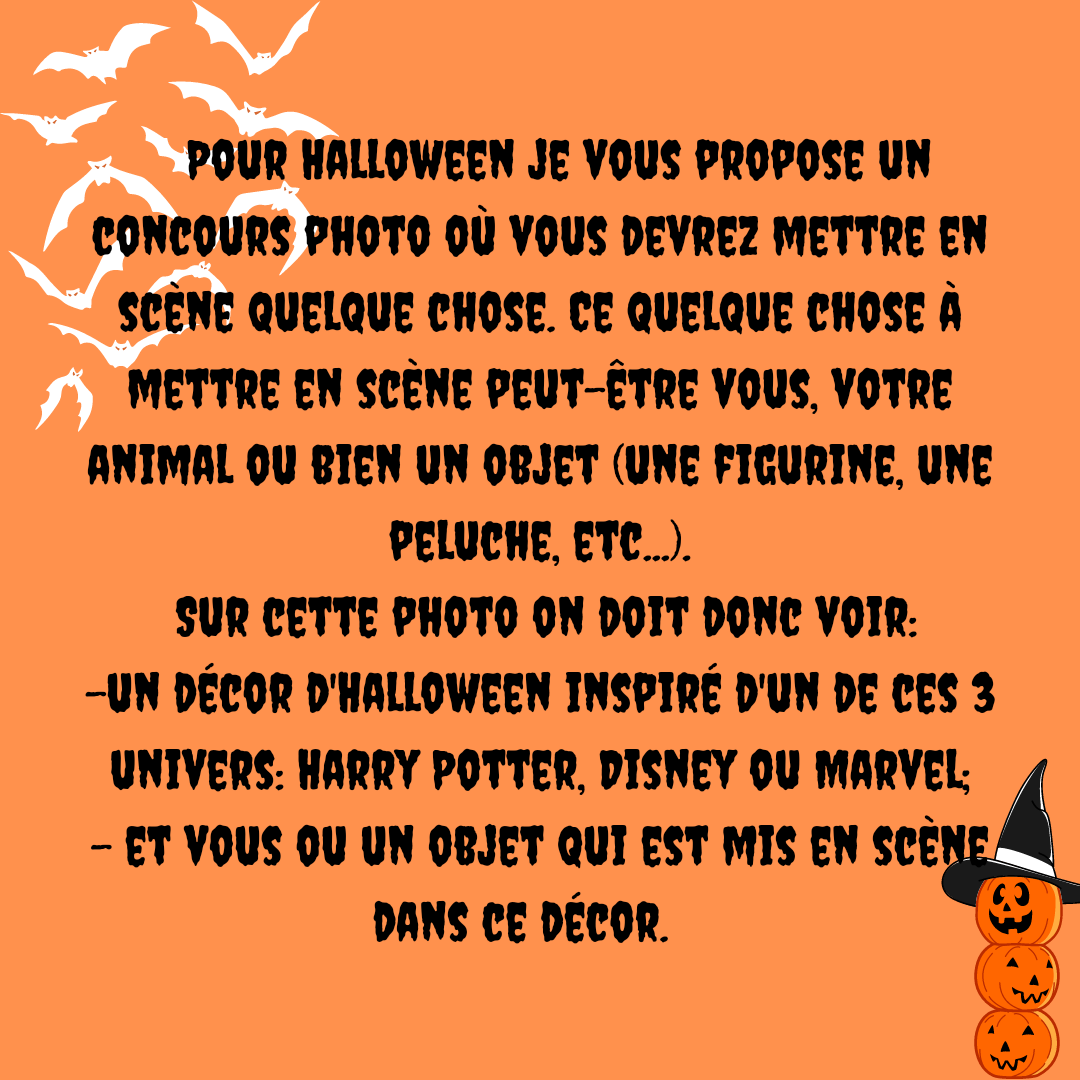 POUR HALLOWEEN JE VOUS PROPOSE UN
CONCOURS PHOTO OÙ VOUS DEVREZ METTRE EN
SCÈNE QUELQUE CHOSE. CE QUELQUE CHOSE À
METTRE EN SCÈNE PEUT-ÊTRE VOUS, VOTRE
ANIMAL OU BIEN UN OBJET (UNE FIGURINE, UNE
PELUCHE, ETC...).
SUR CETTE PHOTO ON DOIT DONC VOIR:
-UN DÉCOR D'HALLOWEEN INSPIRÉ D'UN DE CES 3
UNIVERS: HARRY POTTER, DISNEY OU MARVEL;
- ET VOUS OU UN OBJET QUI EST MIS EN SCÈNE
DANS CE DÉCOR.